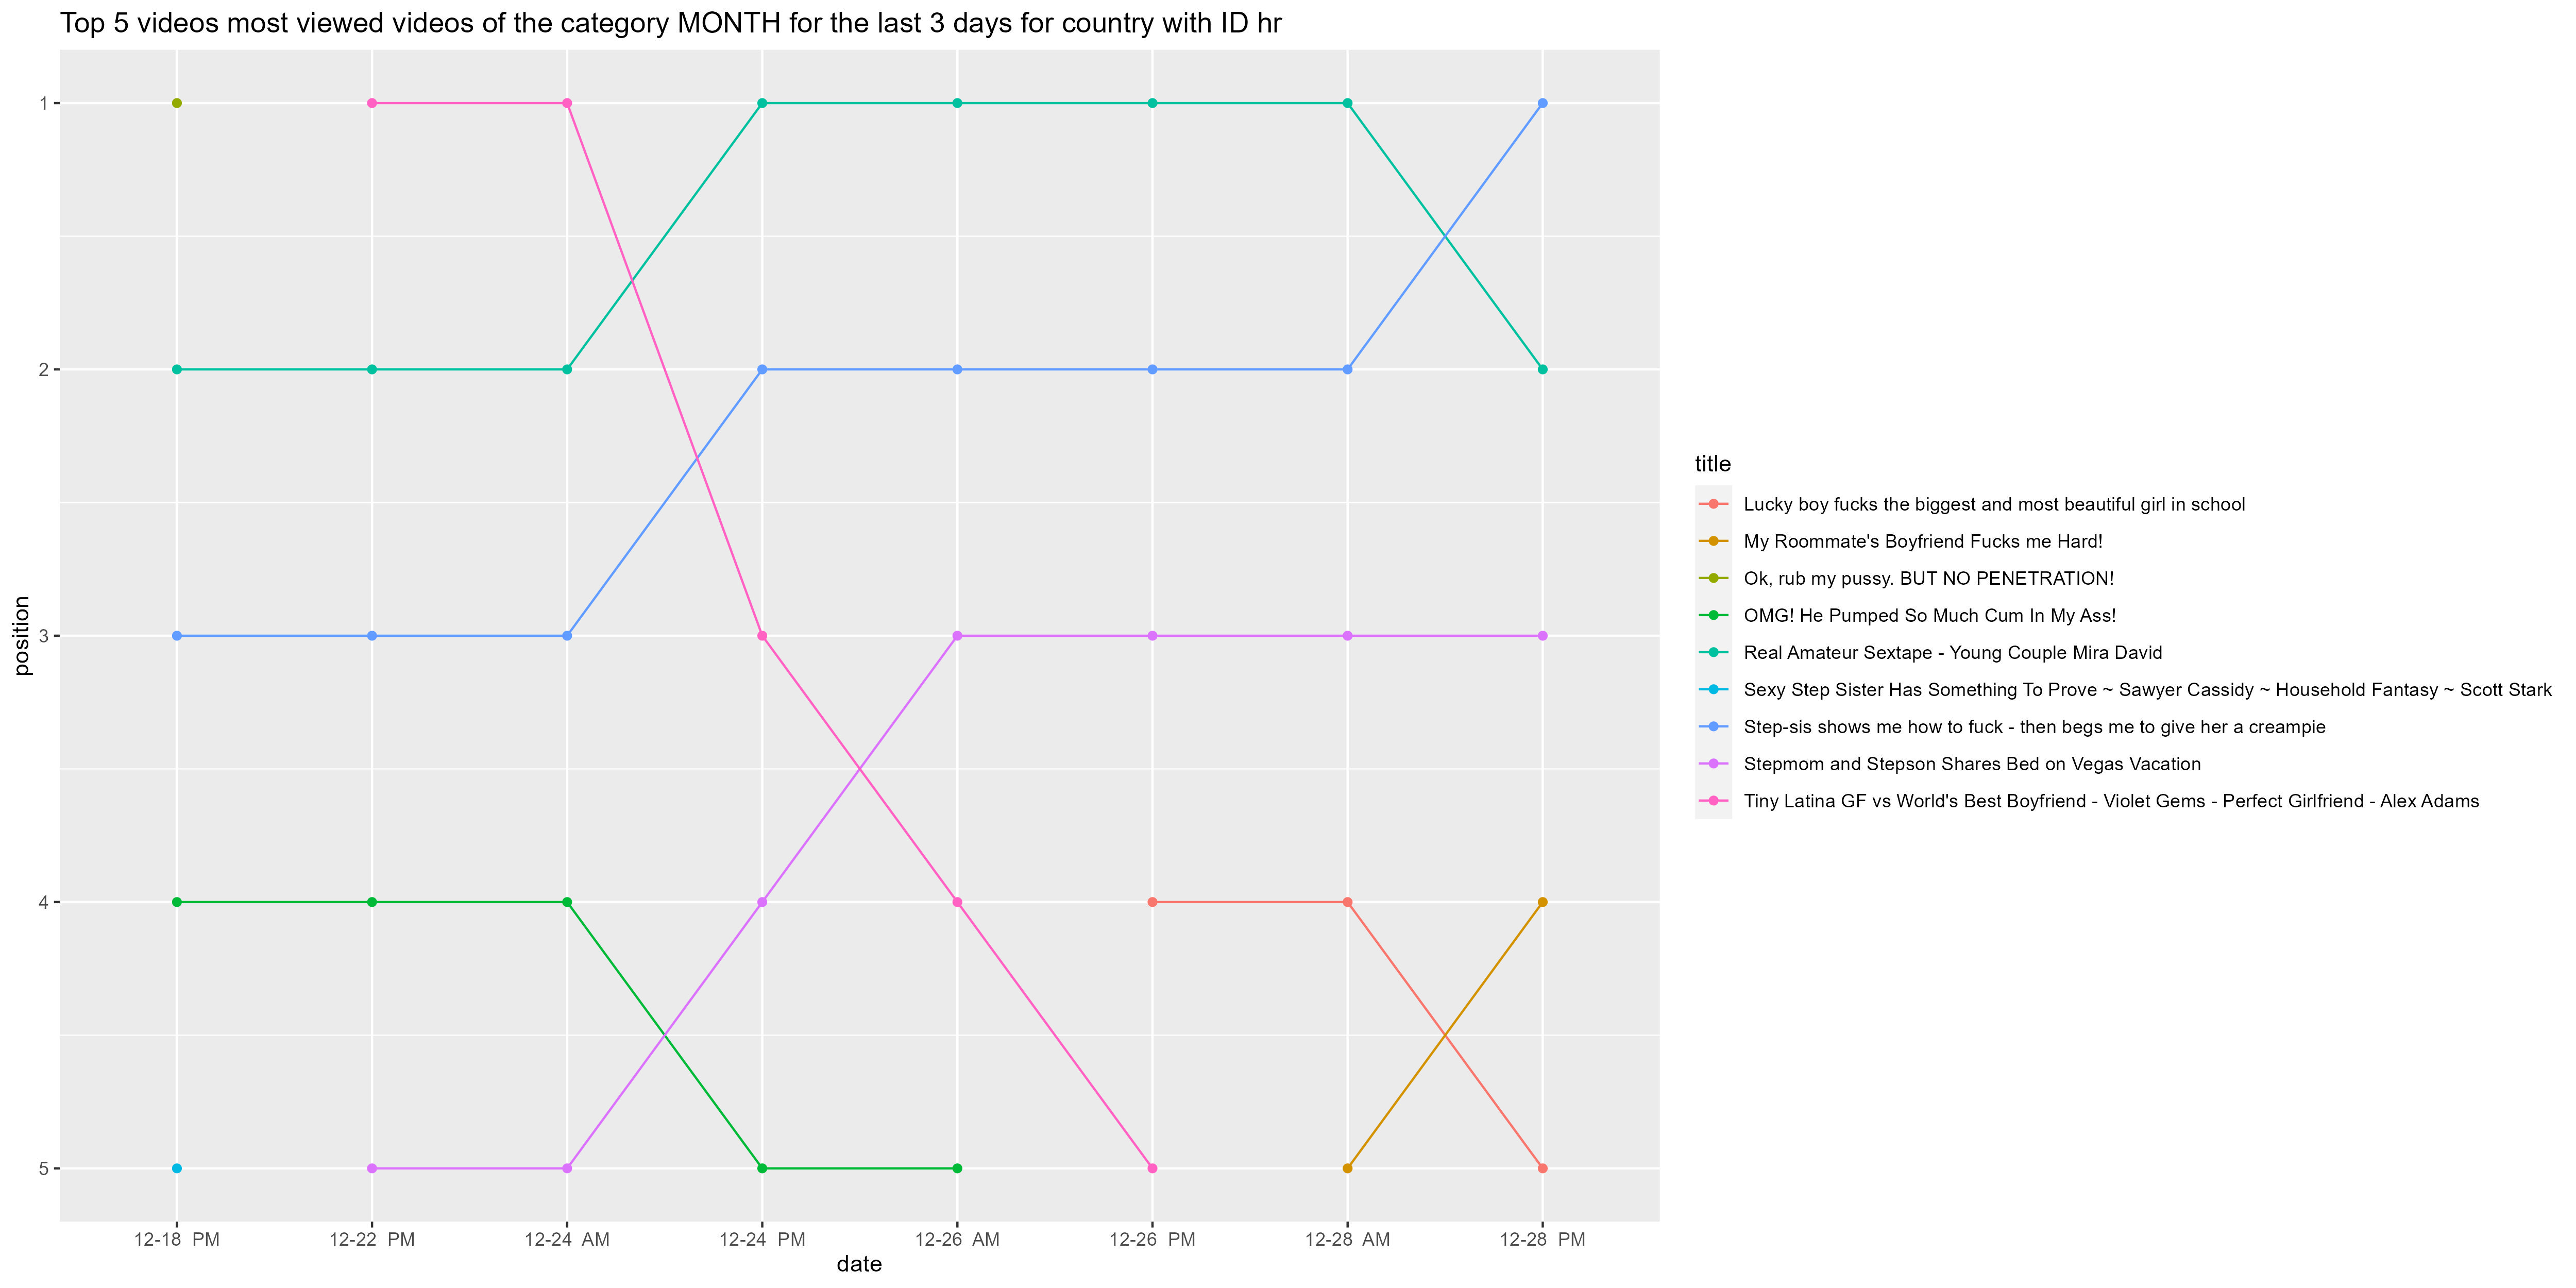 Top 5 videos most viewed videos of the category MONTH for the last 3 days for country with ID hr
position
1
2
3
4
5
12-18 PM
12-22 PM
12-24 AM
12-24 PM
12-26 AM
12-26 PM
12-28 AM
12-28 PM
date
title
Lucky boy fucks the biggest and most beautiful girl in school
My Roommate's Boyfriend Fucks me Hard!
Ok, rub my pussy. BUT NO PENETRATION!
OMG! He Pumped So Much Cum In My Ass!
Real Amateur Sextape - Young Couple Mira David
Sexy Step Sister Has Something To Prove ~ Sawyer Cassidy ~ Household Fantasy ~ Scott Stark
Step-sis shows me how to fuck - then begs me to give her a creampie
Stepmom and Stepson Shares Bed on Vegas Vacation
Tiny Latina GF vs World's Best Boyfriend - Violet Gems - Perfect Girlfriend - Alex Adams